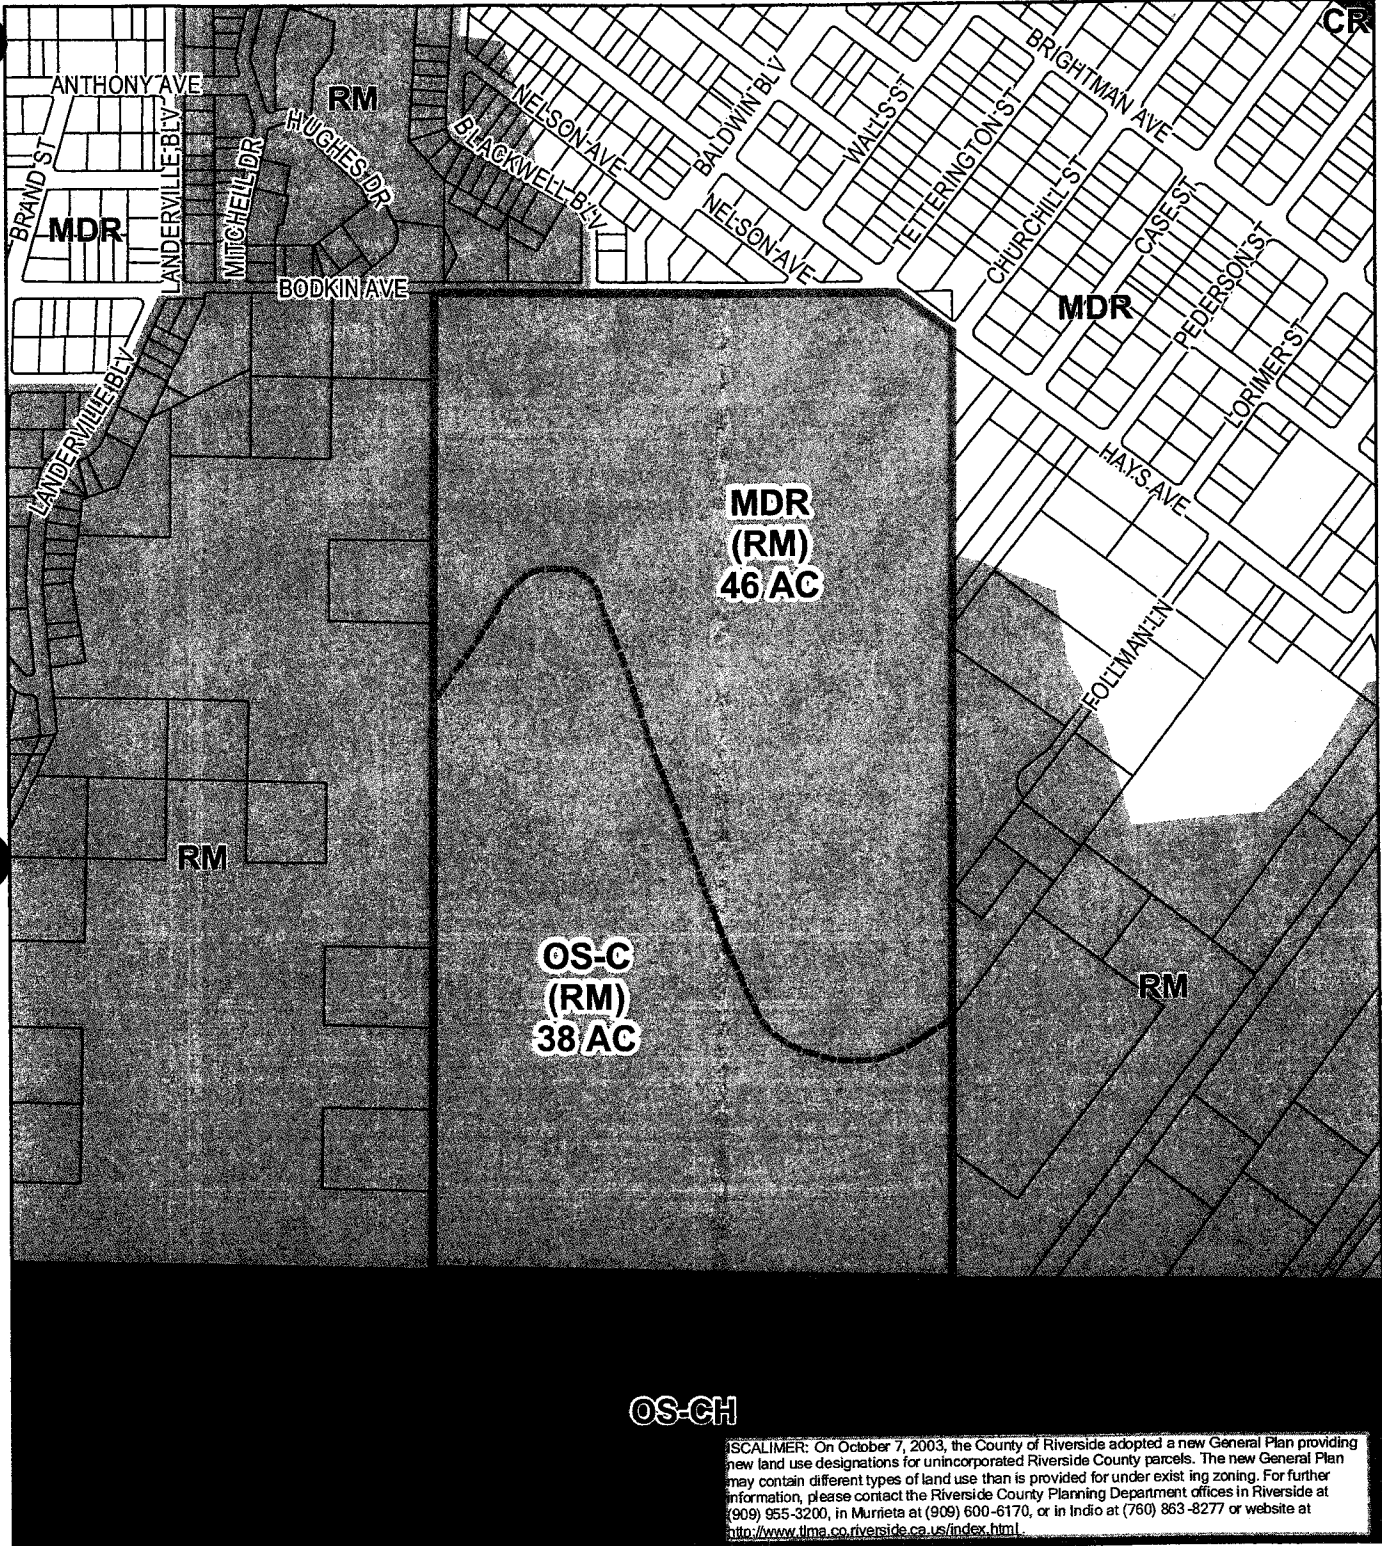 CR
ANTHONY AVE
RM
BRIGHTMAN AVE
NELSON AVE
BALDWIN BLV
WALLS ST
LANDERVILLE BLV
HUGHES DR
BLACKWELL BLV
TETTERINGTON ST
BRAND ST
MITCHELL DR
MDR
NELSON AVE
CHURCHILL ST
CASE ST
PEDERSON ST
BODKIN AVE
MDR
LORIMER ST
LANDERVILLE BLV
HAYS AVE
MDR
(RM)
46 AC
FOLLMAN LN
RM
OS-C
(RM)
38 AC
RM
OS-CH
ISCALIMER: On October 7, 2003, the County of Riverside adopted a new General Plan providing
new land use designations for unincorporated Riverside County parcels. The new General Plan
may contain different types of land use than is provided for under exist ing zoning. For further
information, please contact the Riverside County Planning Department offices in Riverside at
(909) 955-3200, in Murrieta at (909) 600-6170, or in Indio at (760) 863-8277 or website at
http://www.tlma.co.riverside.ca.us/index.html.